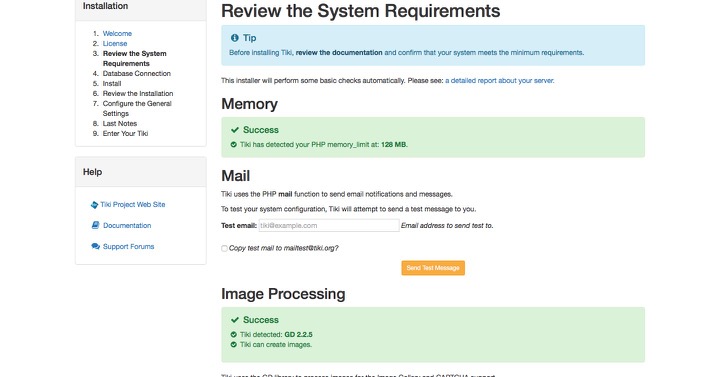 Installation
1. Welcome
2. License
3. Review the System
Requirements
4. Database Connection
5. Install
6. Review the Installation
7. Configure the General
Settings
8. Last Notes
9. Enter Your Tiki
Help
Tiki Project Web Site
Documentation
Support Forums
Review the System Requirements
Tip
Before installing Tiki, review the documentation and confirm that your system meets the minimum requirements.
This installer will perform some basic checks automatically. Please see: a detailed report about your server.
Memory
Success
Tiki has detected your PHP memory_limit at: 128 MB.
Mail
Tiki uses the PHP mail function to send email notifications and messages.
To test your system configuration, Tiki will attempt to send a test message to you.
Test email: tiki@example.com Email address to send test to.
Copy test mail to mailtest@tiki.org?
Send Test Message
Image Processing
Success
Tiki detected: GD 2.2.5
Tiki can create images.